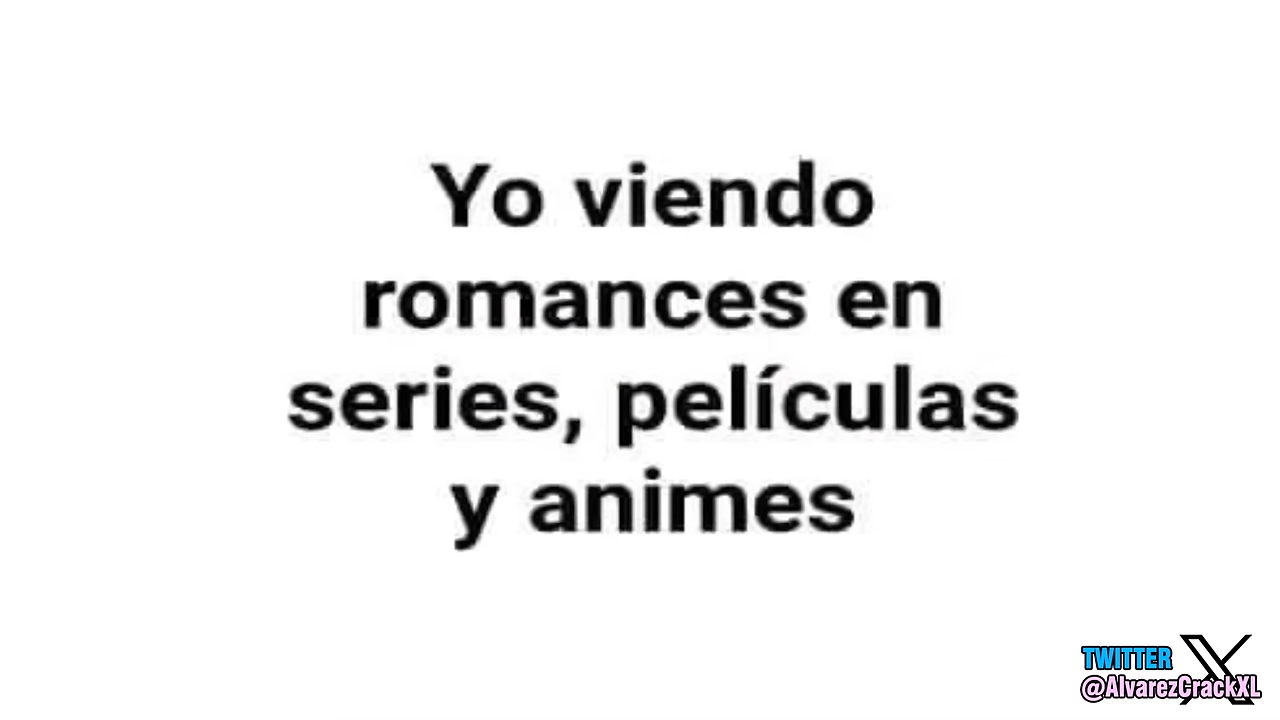 Yo viendo
romances en
series, películas
y animes
TWITTER X
@AlvarezCrackXL